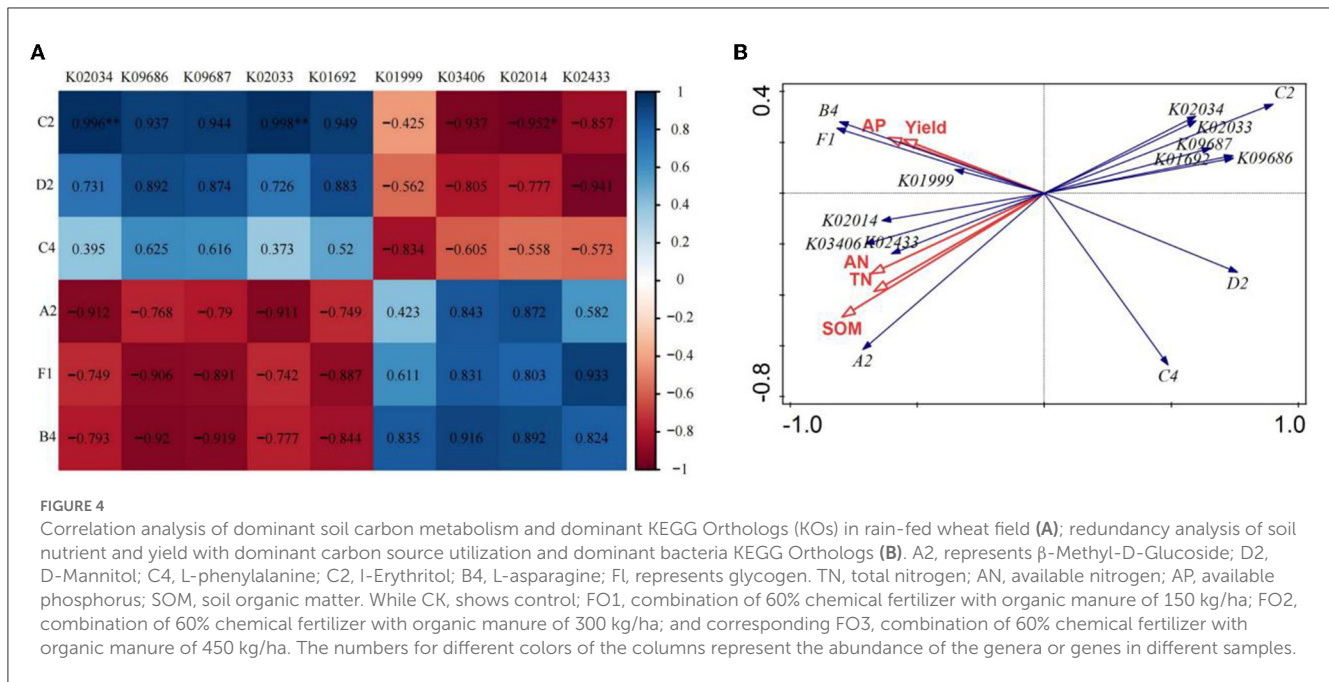 A
K02034 K09686 K09687 K02033 K01692 K01999 K03406 K02014 K02433
C2 0.996** 0.937 0.944 0.998** 0.949 −0.425 −0.937 −0.952* −0.857
D2 0.731 0.892 0.874 0.726 0.883 −0.562 −0.805 −0.777 −0.941
C4 0.395 0.625 0.616 0.373 0.52 −0.834 −0.605 −0.558 −0.573
A2 −0.912 −0.768 −0.79 −0.911 −0.749 0.423 0.843 0.872 0.582
F1 −0.749 −0.906 −0.891 −0.742 −0.887 0.611 0.831 0.803 0.933
B4 −0.793 −0.92 −0.919 −0.777 −0.844 0.835 0.916 0.892 0.824
1
0.8
0.6
0.4
0.2
0
−0.2
−0.4
−0.6
−0.8
−1
B
0.4
-0.8
-1.0
1.0
B4
F1
AP
Yield
K01999
K02014
K03406
K02433
AN
TN
SOM
A2
C2
K02034
K02033
K09687
K01692
K09686
D2
C4
FIGURE 4
Correlation analysis of dominant soil carbon metabolism and dominant KEGG Orthologs (KOs) in rain-fed wheat field (A); redundancy analysis of soil
nutrient and yield with dominant carbon source utilization and dominant bacteria KEGG Orthologs (B). A2, represents β-Methyl-D-Glucoside; D2,
D-Mannitol; C4, L-phenylalanine; C2, I-Erythritol; B4, L-asparagine; Fl, represents glycogen. TN, total nitrogen; AN, available nitrogen; AP, available
phosphorus; SOM, soil organic matter. While CK, shows control; FO1, combination of 60% chemical fertilizer with organic manure of 150 kg/ha; FO2,
combination of 60% chemical fertilizer with organic manure of 300 kg/ha; and corresponding FO3, combination of 60% chemical fertilizer with
organic manure of 450 kg/ha. The numbers for different colors of the columns represent the abundance of the genera or genes in different samples.